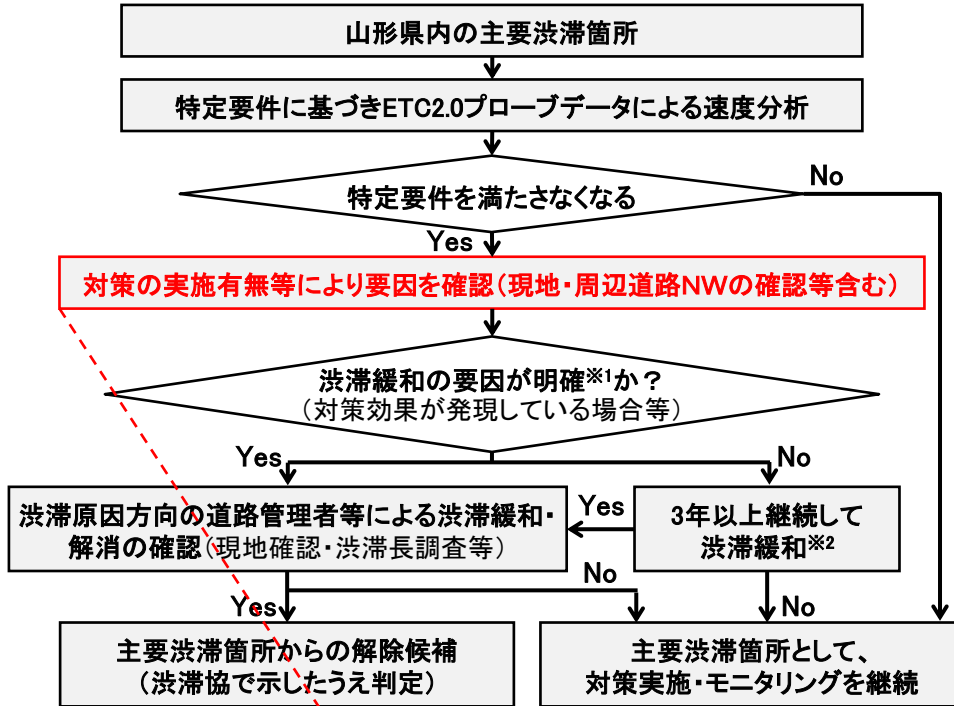 山形県内の主要渋滞箇所
特定要件に基づきETC2.0プローブデータによる速度分析
特定要件を満たさなくなる
No
Yes
対策の実施有無等により要因を確認(現地・周辺道路NWの確認等含む)
渋滞緩和の要因が明確※1か？
(対策効果が発現している場合等)
Yes
No
渋滞原因方向の道路管理者等による渋滞緩和・
解消の確認(現地確認・渋滞長調査等)
Yes
3年以上継続して
渋滞緩和※2
No
Yes
No
主要渋滞箇所からの解除候補
(渋滞協で示したうえ判定)
主要渋滞箇所として、
対策実施・モニタリングを継続